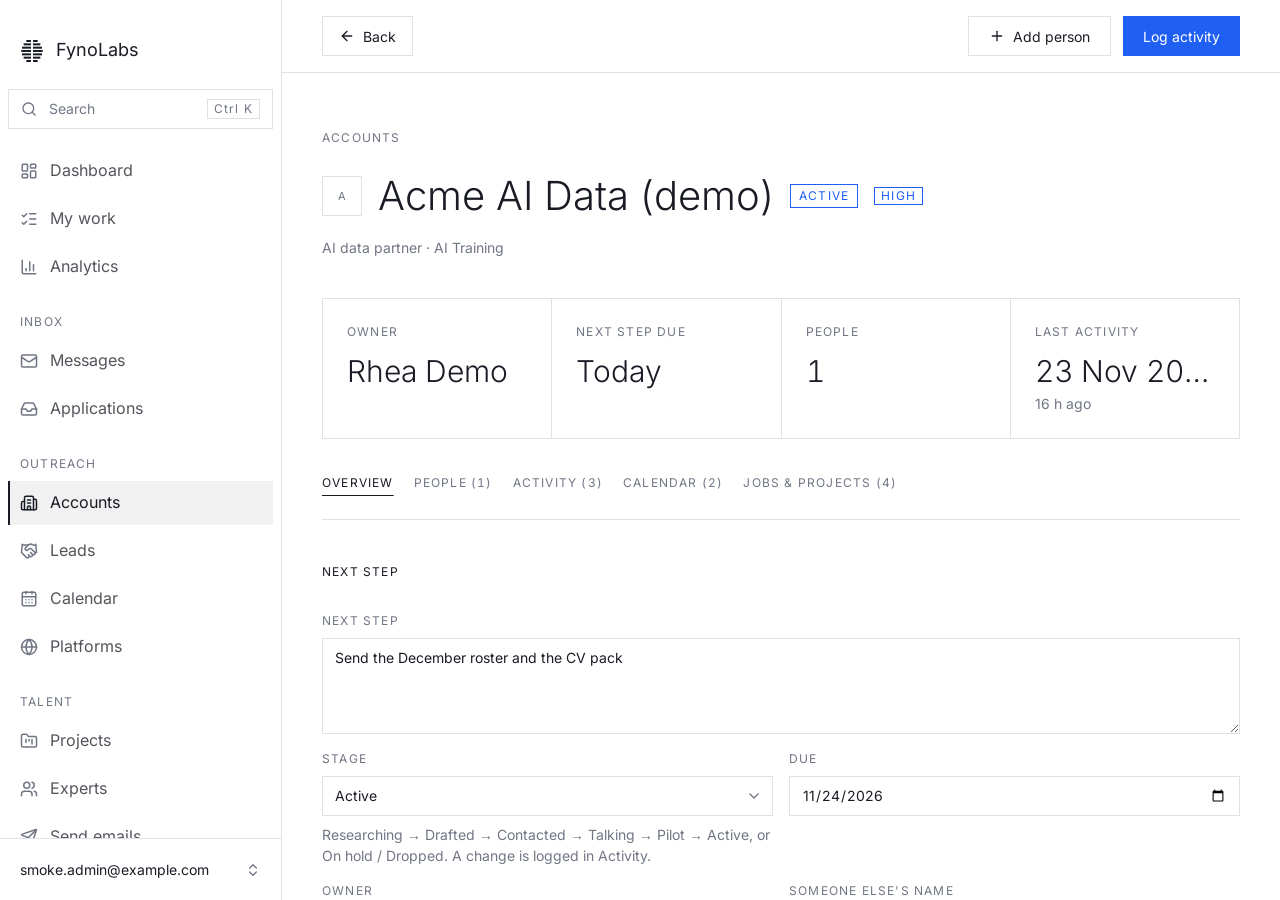 FynoLabs
Back
Add person
Log activity
Search
Ctrl K
Dashboard
My work
Analytics
INBOX
Messages
Applications
OUTREACH
Accounts
Leads
Calendar
Platforms
TALENT
Projects
Experts
Send emails
smoke.admin@example.com
ACCOUNTS
A
Acme AI Data (demo)
ACTIVE
HIGH
AI data partner · AI Training
OWNER
Rhea Demo
NEXT STEP DUE
Today
PEOPLE
1
LAST ACTIVITY
23 Nov 20...
16 h ago
OVERVIEW
PEOPLE (1)
ACTIVITY (3)
CALENDAR (2)
JOBS & PROJECTS (4)
NEXT STEP
NEXT STEP
Send the December roster and the CV pack
STAGE
DUE
Active
11/24/2026
Researching → Drafted → Contacted → Talking → Pilot → Active, or
On hold / Dropped. A change is logged in Activity.
OWNER
SOMEONE ELSE'S NAME